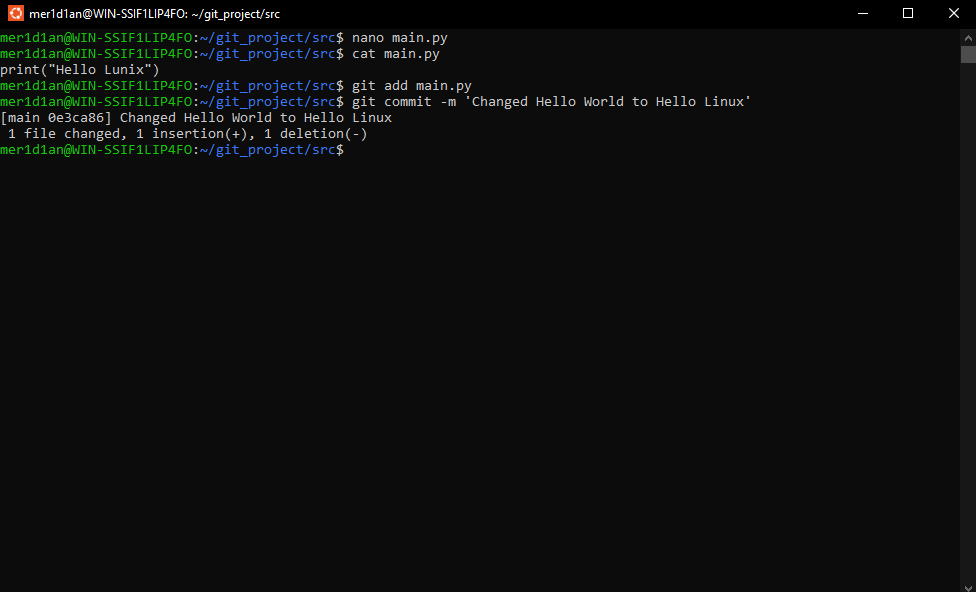 mer1d1an@WIN-SSIF1LIP4FO: ~/git_project/src
mer1d1an@WIN-SSIF1LIP4FO:~/git_project/src$ nano main.py
mer1d1an@WIN-SSIF1LIP4FO:~/git_project/src$ cat main.py
print("Hello Lunix")
mer1d1an@WIN-SSIF1LIP4FO:~/git_project/src$ git add main.py
mer1d1an@WIN-SSIF1LIP4FO:~/git_project/src$ git commit -m 'Changed Hello World to Hello Linux'
[main 0e3ca86] Changed Hello World to Hello Linux
 1 file changed, 1 insertion(+), 1 deletion(-)
mer1d1an@WIN-SSIF1LIP4FO:~/git_project/src$